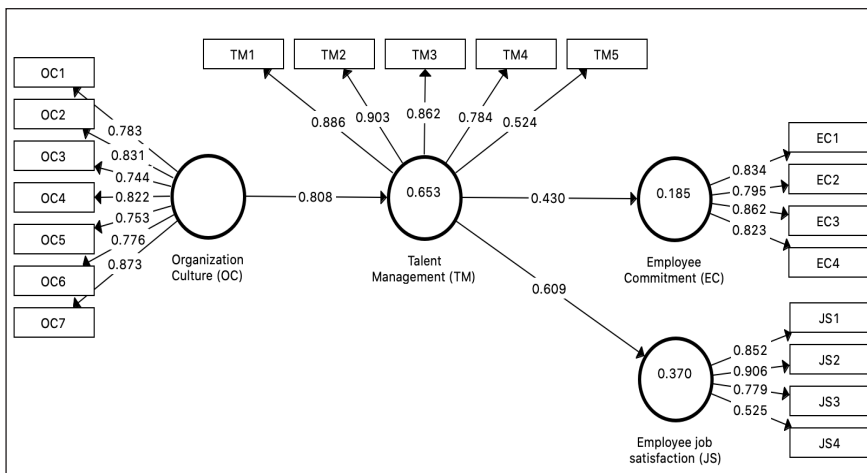 TM1
TM2
TM3
TM4
TM5
OC1
OC2
OC3
OC4
OC5
OC6
OC7
0.783
0.831
0.744
0.822
0.753
0.776
0.873
Organization
Culture (OC)
0.808
0.886
0.903
0.862
0.784
0.524
0.653
Talent
Management (TM)
0.430
0.609
0.185
Employee
Commitment (EC)
0.834
0.795
0.862
0.823
EC1
EC2
EC3
EC4
0.370
Employee job
satisfaction (JS)
0.852
0.906
0.779
0.525
JS1
JS2
JS3
JS4